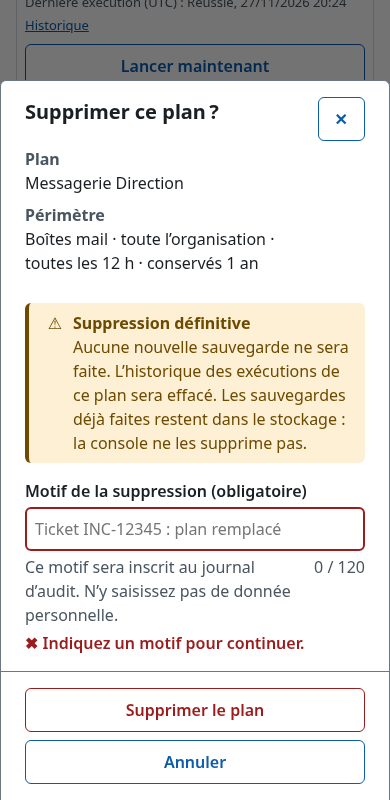 Dernière exécution (UTC) : Réussie, 27/11/2026 20:24
Historique
Lancer maintenant
Supprimer ce plan ?
×
Plan
Messagerie Direction
Périmètre
Boîtes mail · toute l’organisation ·
toutes les 12 h · conservés 1 an
⚠ Suppression définitive
Aucune nouvelle sauvegarde ne sera
faite. L’historique des exécutions de
ce plan sera effacé. Les sauvegardes
déjà faites restent dans le stockage :
la console ne les supprime pas.
Motif de la suppression (obligatoire)
Ticket INC-12345 : plan remplacé
Ce motif sera inscrit au journal 0 / 120
d’audit. N’y saisissez pas de donnée
personnelle.
✖ Indiquez un motif pour continuer.
Supprimer le plan
Annuler